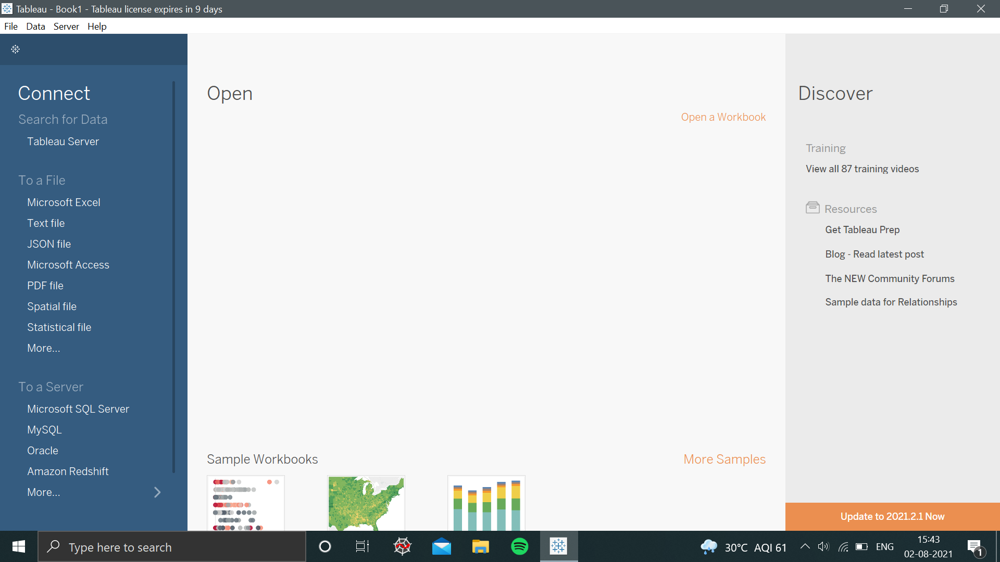 Tableau - Book1 - Tableau license expires in 9 days
File Data Server Help
Connect
Search for Data
Tableau Server
To a File
Microsoft Excel
Text file
JSON file
Microsoft Access
PDF file
Spatial file
Statistical file
More...
To a Server
Microsoft SQL Server
MySQL
Oracle
Amazon Redshift
More...
Open
Open a Workbook
Sample Workbooks
More Samples
Discover
Training
View all 87 training videos
Resources
Get Tableau Prep
Blog - Read latest post
The NEW Community Forums
Sample data for Relationships
Update to 2021.2.1 Now
Type here to search
30°C AQI 61
ENG
15:43
02-08-2021
1